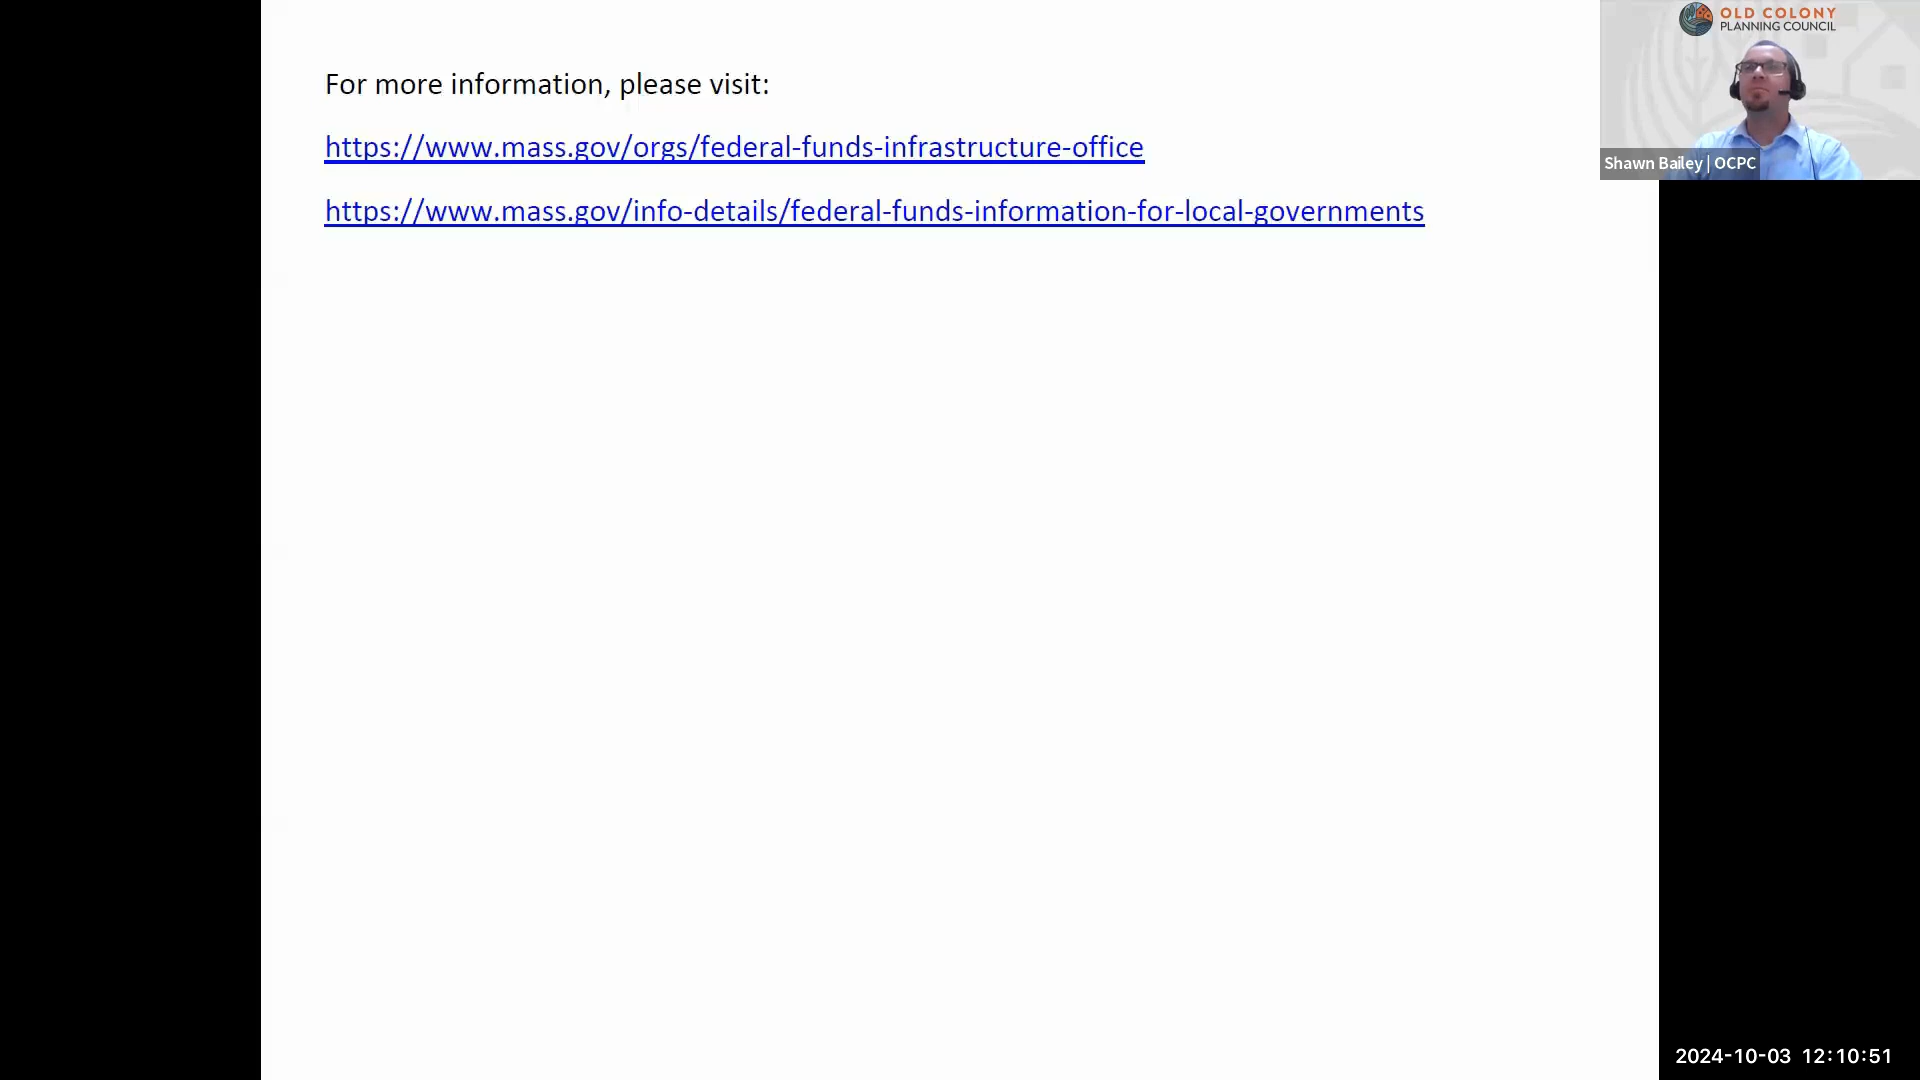 For more information, please visit:
https://www.mass.gov/orgs/federal-funds-infrastructure-office
https://www.mass.gov/info-details/federal-funds-information-for-local-governments
OLD COLONY
PLANNING COUNCIL
Shawn Bailey | OCPC
2024-10-03 12:10:51